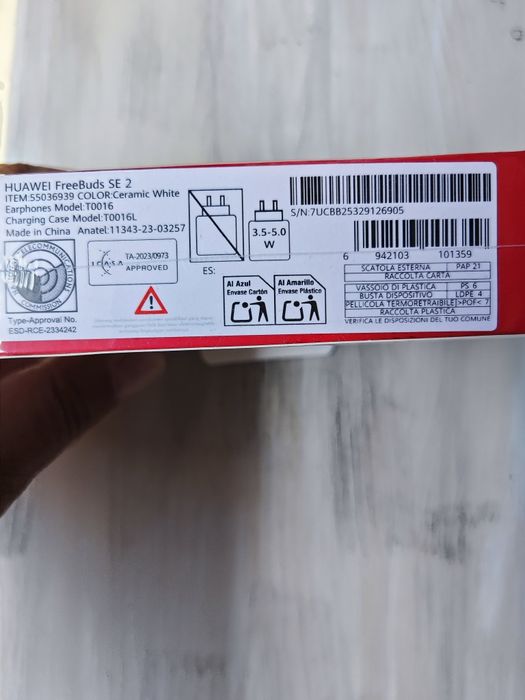 HUAWEI FreeBuds SE 2
ITEM:55036939 COLOR:Ceramic White
Earphones Model:T0016
Charging Case Model:T0016L
Made in China Anatel:11343-23-03257
COMMUNICATIONS
COMMISSION
Type-Approval No.
ESD-RCE-2334242
ICASA
TA-2023/0973
APPROVED
3.5-5.0
W
ES:
Al Azul
Envase Cartón
Al Amarillo
Envase Plástico
S/N:7UCBB25329126905
6 942103 101359
SCATOLA ESTERNA PAP 21
RACCOLTA CARTA
VASSOIO DI PLASTICA PS 6
BUSTA DISPOSITIVO LDPE 4
PELLICOLA TERMORETRAIBILE >POF< 7
RACCOLTA PLASTICA
VERIFICA LE DISPOSIZIONI DEL TUO COMUNE